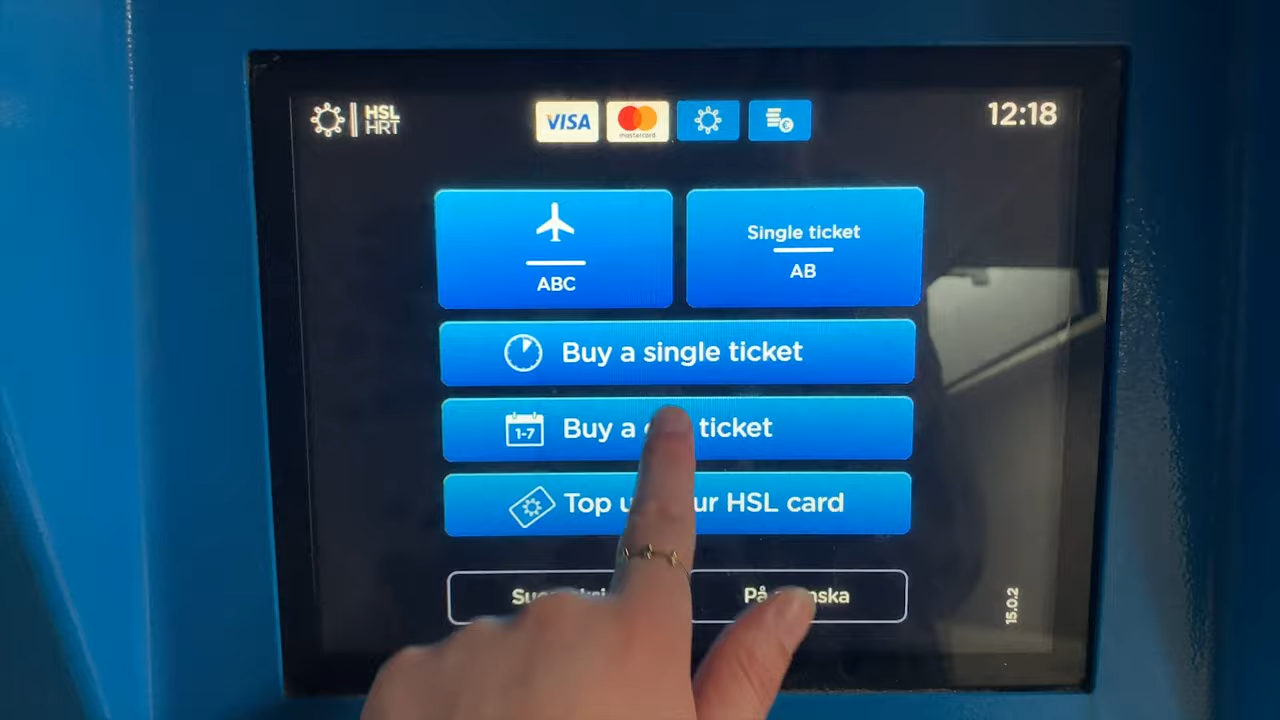 HSL
HRT
VISA
mastercard
€
12:18
ABC
Single ticket
AB
Buy a single ticket
1-7
Buy a ticket
Top HSL card
På
15.0.2